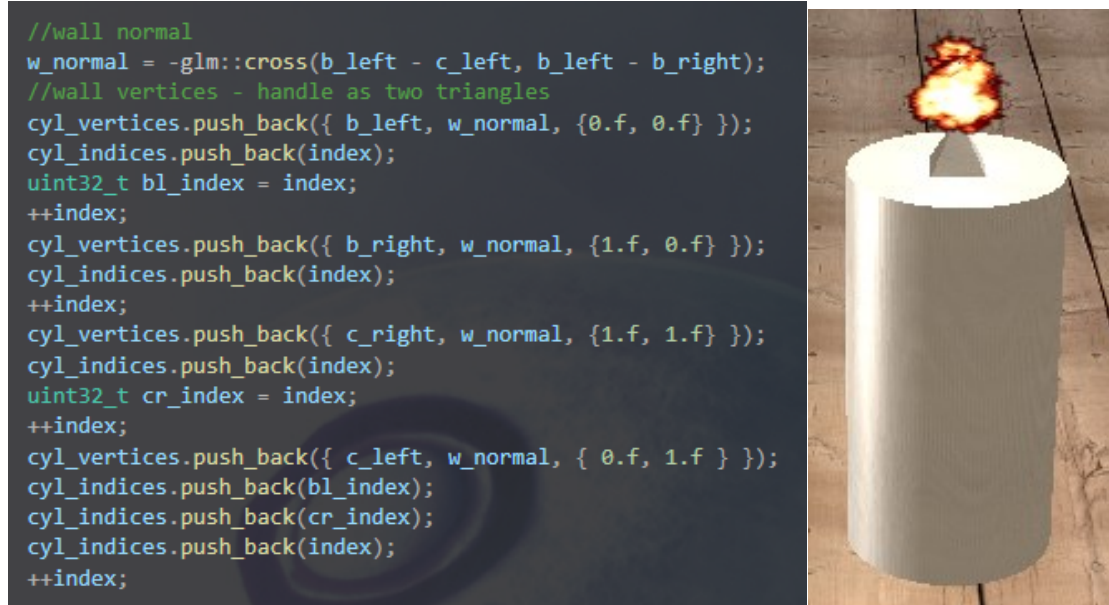 //wall normal
w_normal = -glm::cross(b_left - c_left, b_left - b_right);
//wall vertices - handle as two triangles
cyl_vertices.push_back({ b_left, w_normal, {0.f, 0.f} });
cyl_indices.push_back(index);
uint32_t bl_index = index;
++index;
cyl_vertices.push_back({ b_right, w_normal, {1.f, 0.f} });
cyl_indices.push_back(index);
++index;
cyl_vertices.push_back({ c_right, w_normal, {1.f, 1.f} });
cyl_indices.push_back(index);
uint32_t cr_index = index;
++index;
cyl_vertices.push_back({ c_left, w_normal, { 0.f, 1.f } });
cyl_indices.push_back(bl_index);
cyl_indices.push_back(cr_index);
cyl_indices.push_back(index);
++index;